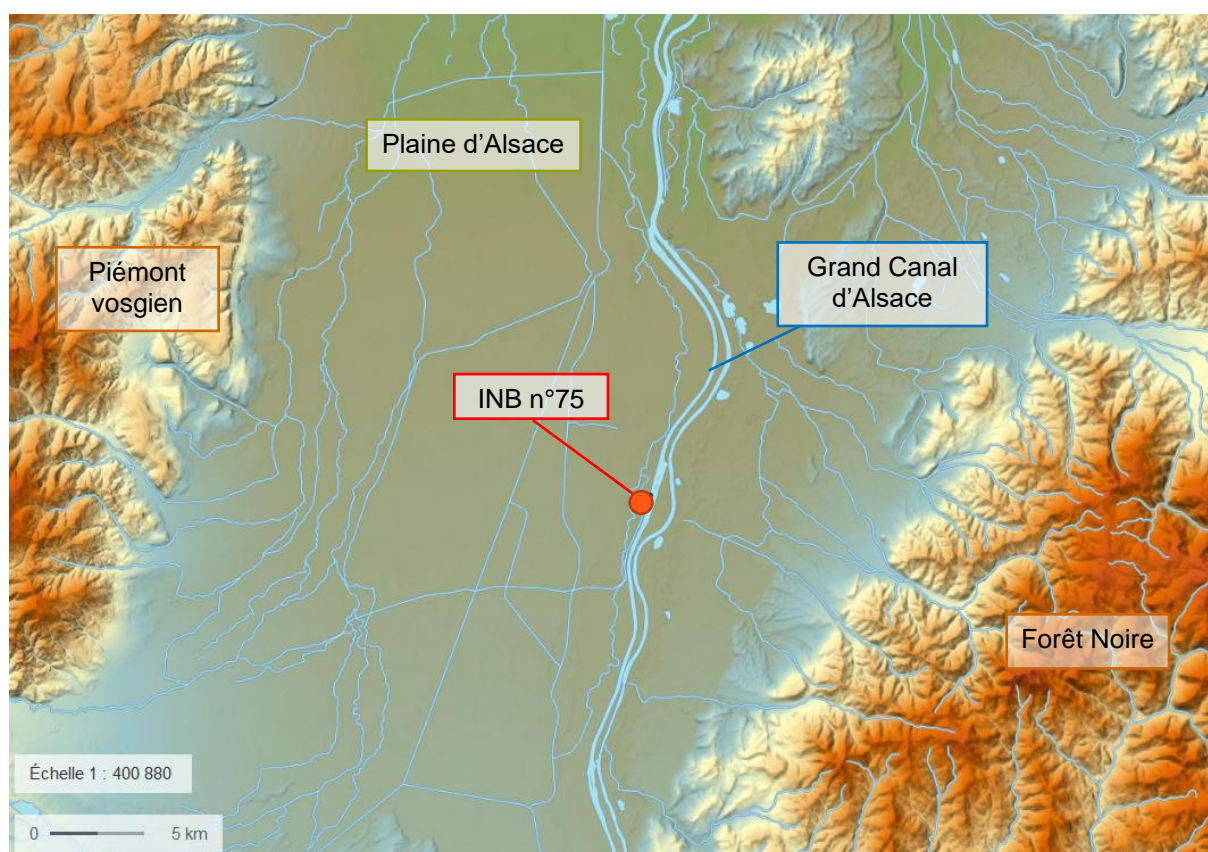 Plaine d'Alsace
Piémont
vosgien
Grand Canal
d'Alsace
INB n°75
Forêt Noire
Échelle 1 : 400 880
0 5 km